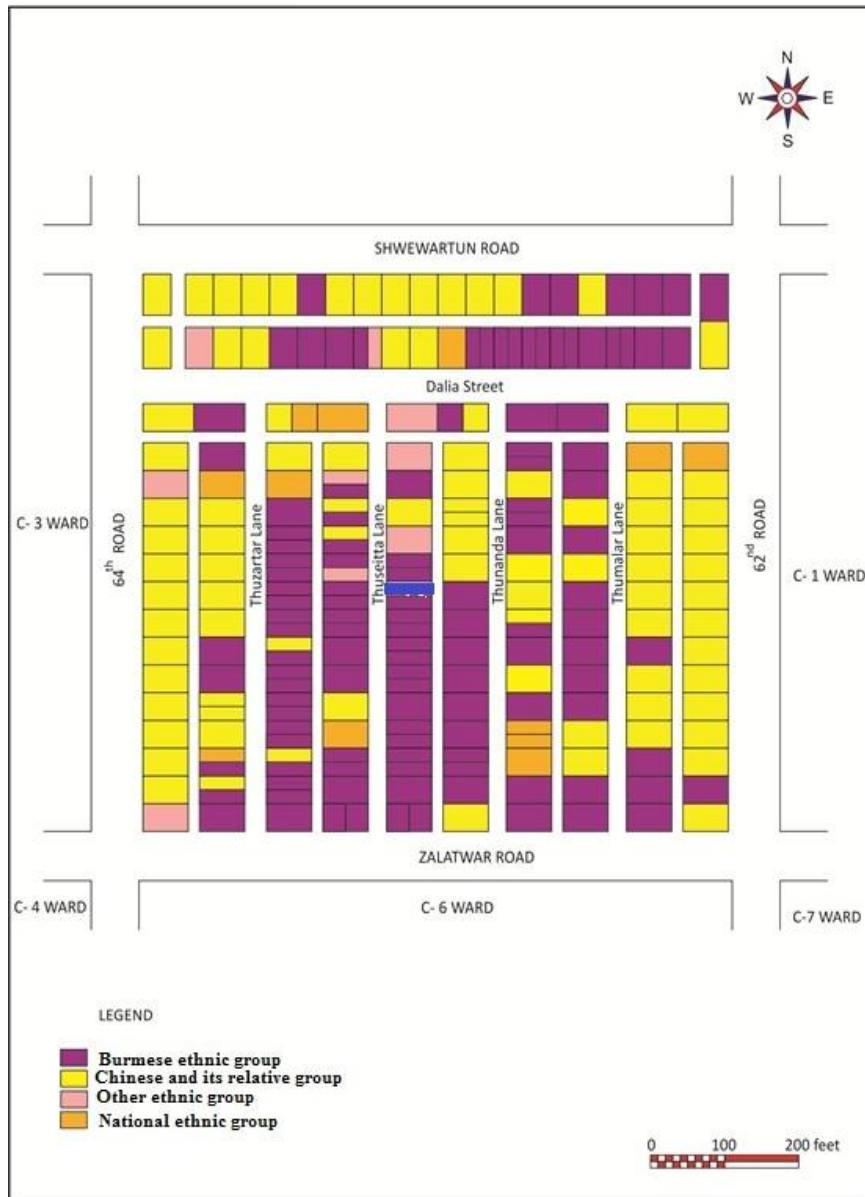 N
W E
S
SHWEWARTUN ROAD
Dalia Street
C- 3 WARD
64th ROAD
Thuzartar Lane
Thuseitta Lane
Thunanda Lane
Thumalar Lane
62nd ROAD
C- 1 WARD
ZALATWAR ROAD
C- 4 WARD
C- 6 WARD
C-7 WARD
LEGEND
Burmese ethnic group
Chinese and its relative group
Other ethnic group
National ethnic group
0 100 200 feet